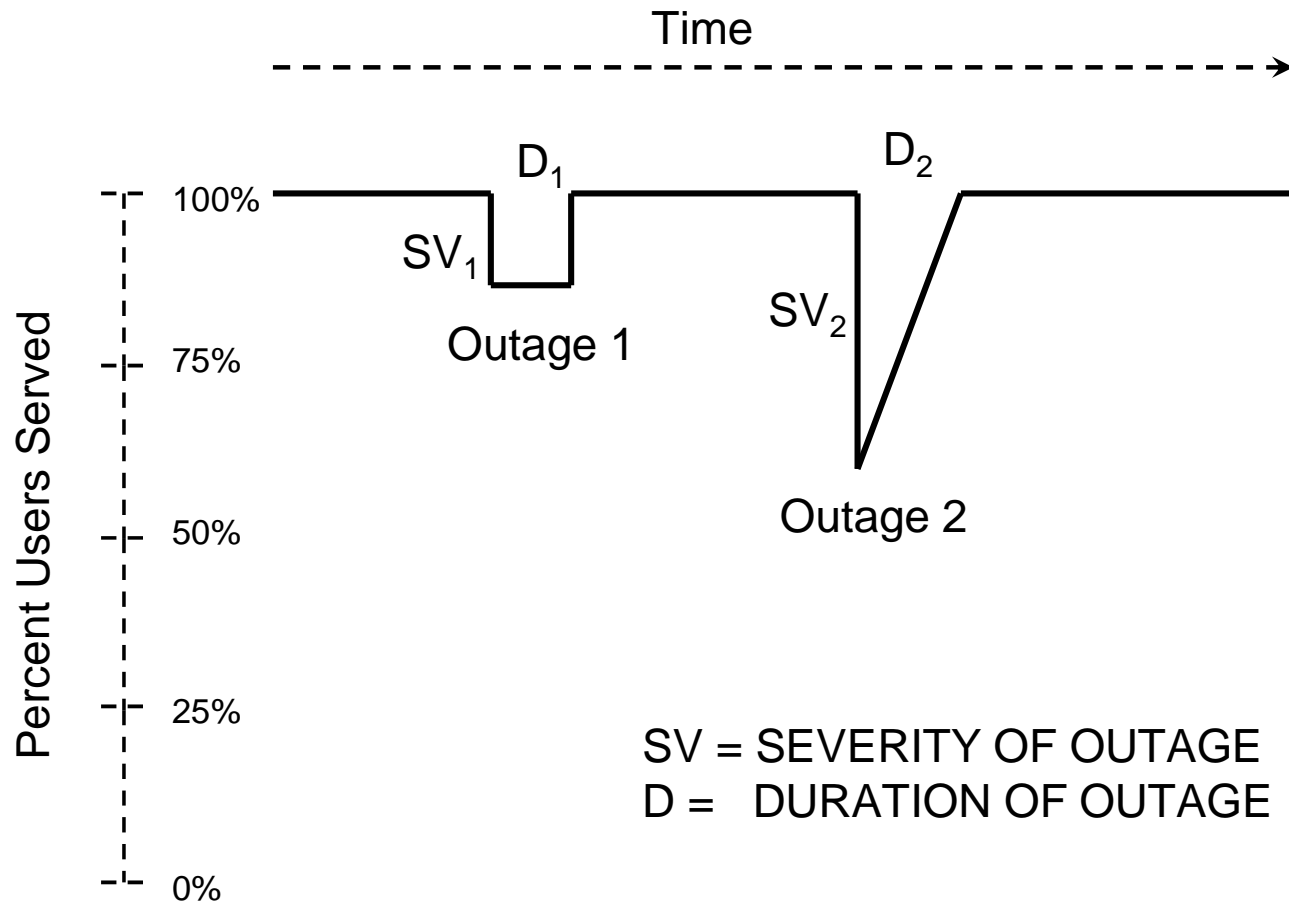 Time
D1
D2
100%
SV1
SV2
Outage 1
75%
Percent Users Served
Outage 2
50%
25%
SV = SEVERITY OF OUTAGE
D = DURATION OF OUTAGE
0%